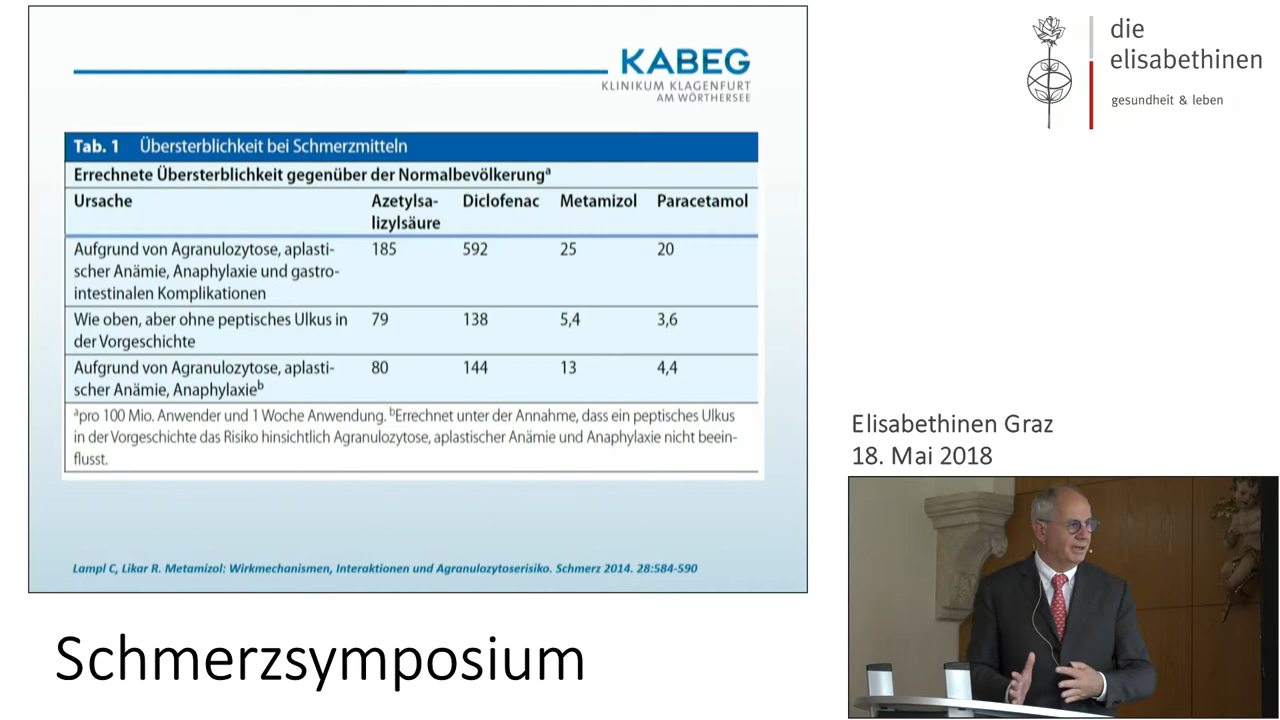 KABEG
KLINIKUM KLAGENFURT
AM WÖRTHERSEE
Tab. 1 Übersterblichkeit bei Schmerzmitteln
Errechnete Übersterblichkeit gegenüber der Normalbevölkerungᵃ
Ursache Azetylsa- Diclofenac Metamizol Paracetamol
lizylsäure
Aufgrund von Agranulozytose, aplasti- 185 592 25 20
scher Anämie, Anaphylaxie und gastro-
intestinalen Komplikationen
Wie oben, aber ohne peptisches Ulkus in 79 138 5,4 3,6
der Vorgeschichte
Aufgrund von Agranulozytose, aplasti- 80 144 13 4,4
scher Anämie, Anaphylaxieᵇ
ᵃpro 100 Mio. Anwender und 1 Woche Anwendung. ᵇErrechnet unter der Annahme, dass ein peptisches Ulkus
in der Vorgeschichte das Risiko hinsichtlich Agranulozytose, aplastischer Anämie und Anaphylaxie nicht beein-
flusst.
Lampl C, Likar R. Metamizol: Wirkmechanismen, Interaktionen und Agranulozytoserisiko. Schmerz 2014. 28:584-590
die
elisabethinen
gesundheit & leben
Elisabethinen Graz
18. Mai 2018
Schmerzsymposium